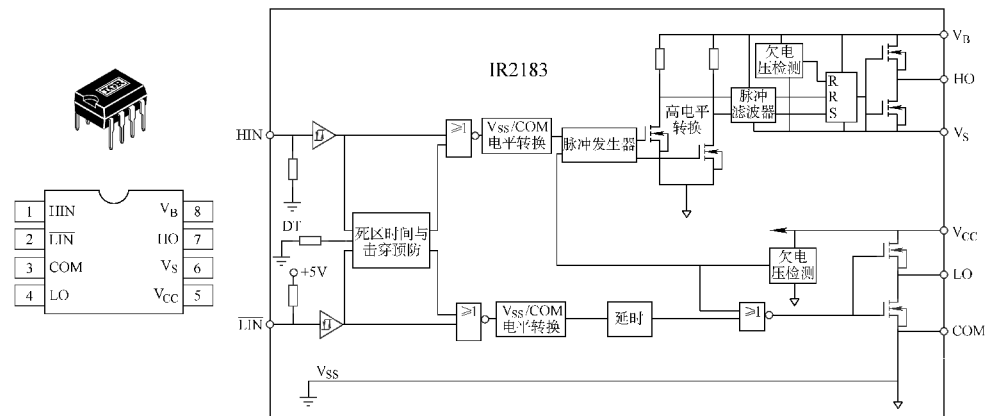 IR2183
HIN
LIN
DT
+5V
死区时间与
击穿预防
≥1
VSS/COM
电平转换
脉冲发生器
高电平
转换
欠电
压检测
脉冲
滤波器
R
R
S
VB
HO
VS
≥1
VSS/COM
电平转换
延时
≥1
欠电
压检测
VCC
LO
COM
VSS
1 HIN
2 LIN
3 COM
4 LO
VB 8
HO 7
VS 6
VCC 5